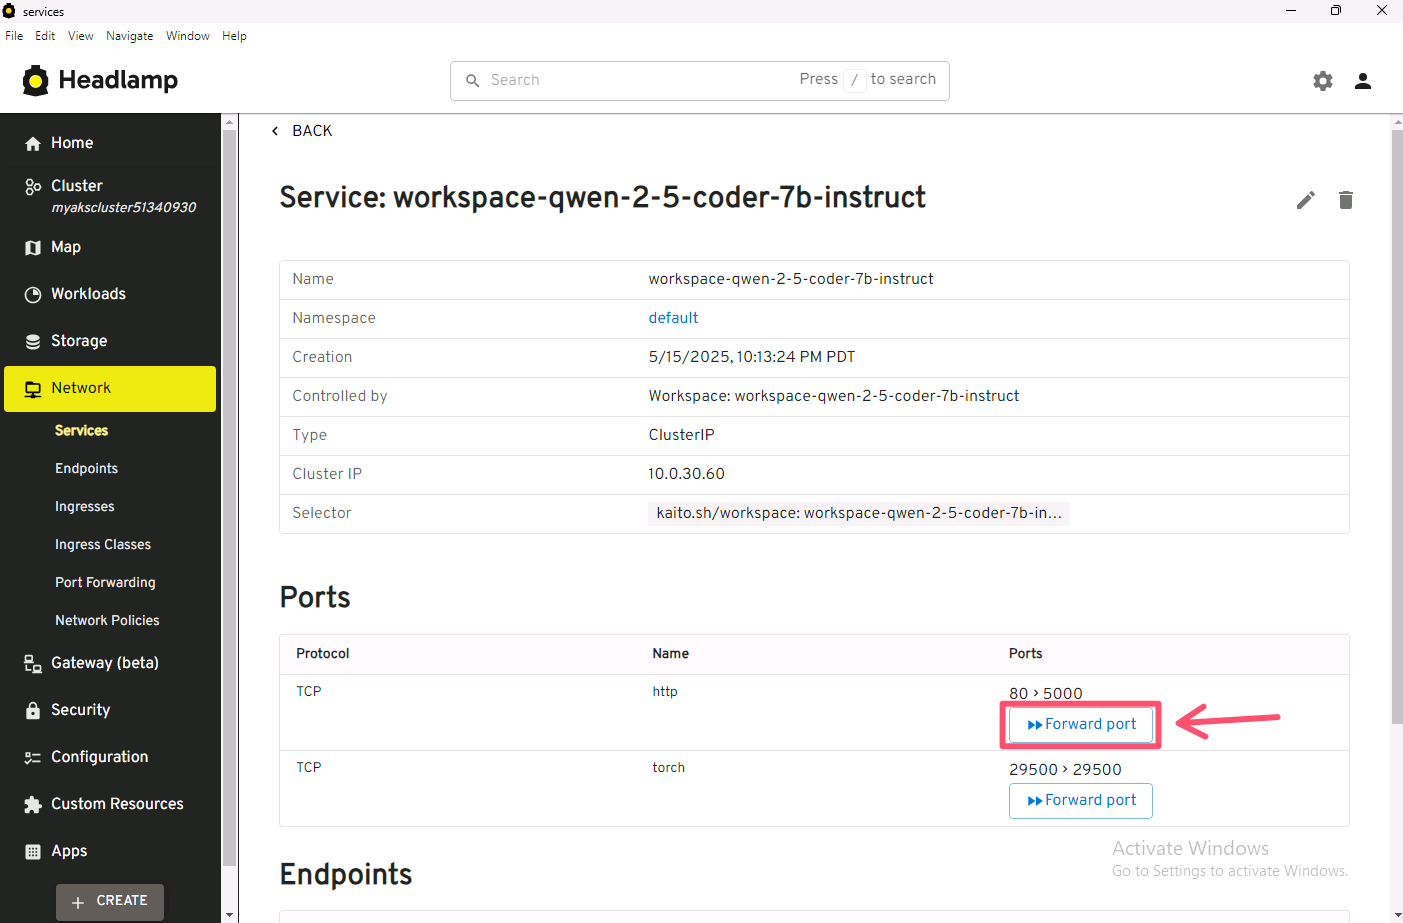 services
File Edit View Navigate Window Help
Headlamp
Search Press / to search
Home
Cluster
myakscluster51340930
Map
Workloads
Storage
Network
Services
Endpoints
Ingresses
Ingress Classes
Port Forwarding
Network Policies
Gateway (beta)
Security
Configuration
Custom Resources
Apps
+ CREATE
< BACK
Service: workspace-qwen-2-5-coder-7b-instruct
Name workspace-qwen-2-5-coder-7b-instruct
Namespace default
Creation 5/15/2025, 10:13:24 PM PDT
Controlled by Workspace: workspace-qwen-2-5-coder-7b-instruct
Type ClusterIP
Cluster IP 10.0.30.60
Selector kaito.sh/workspace: workspace-qwen-2-5-coder-7b-in...
Ports
Protocol Name Ports
TCP http 80 > 5000
Forward port
TCP torch 29500 > 29500
Forward port
Endpoints
Activate Windows
Go to Settings to activate Windows.